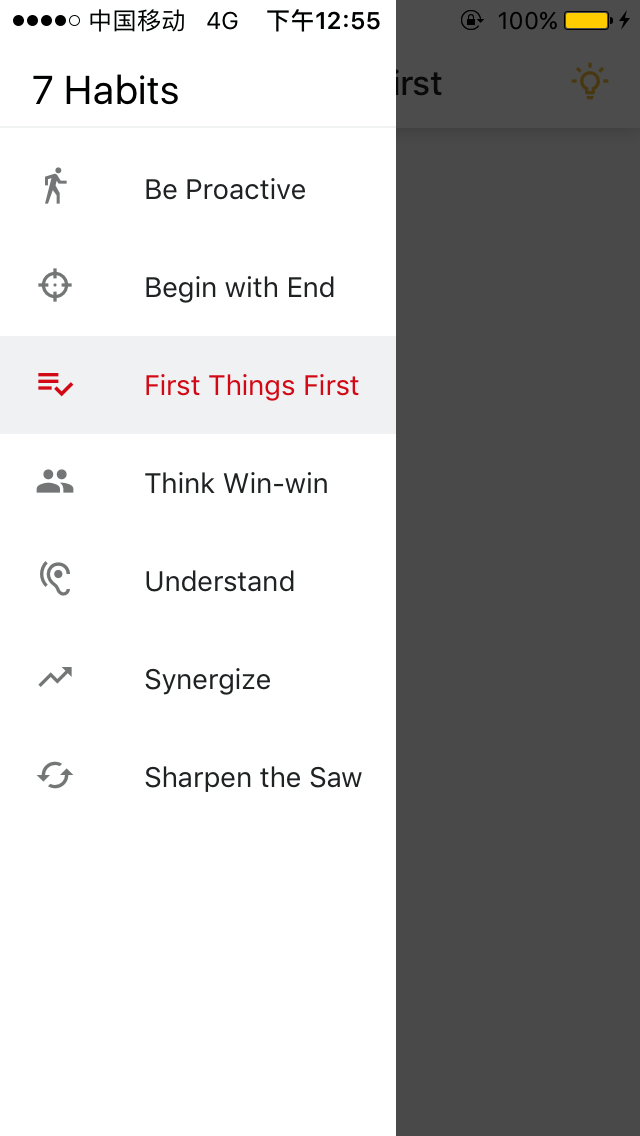 中国移动 4G 下午12:55 100%
7 Habits
irst
Be Proactive
Begin with End
First Things First
Think Win-win
Understand
Synergize
Sharpen the Saw